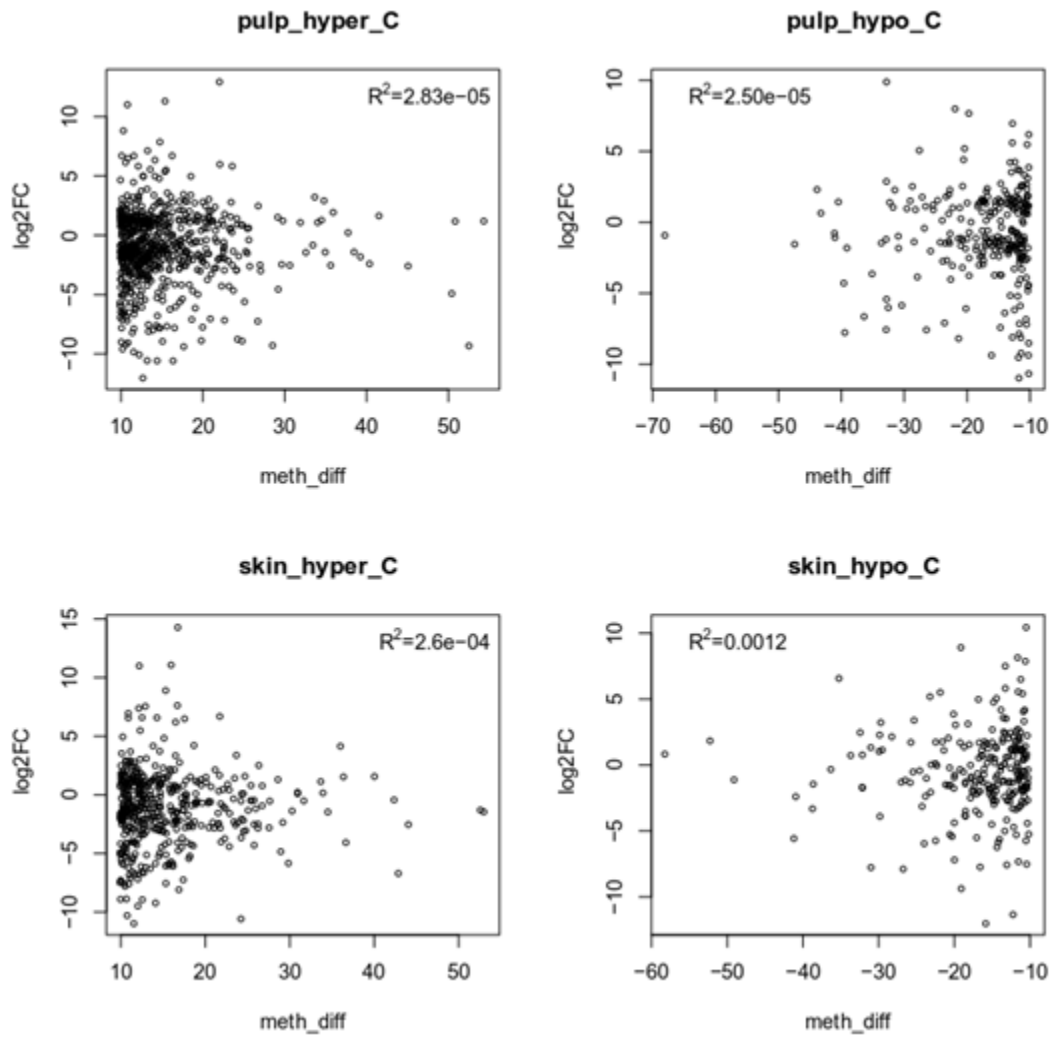 pulp_hyper_C
R²=2.83e−05
10
5
0
−5
−10
log2FC
10 20 30 40 50
meth_diff
pulp_hypo_C
R²=2.50e−05
10
5
0
−5
−10
log2FC
−70 −60 −50 −40 −30 −20 −10
meth_diff
skin_hyper_C
R²=2.6e−04
15
10
5
0
−5
−10
log2FC
10 20 30 40 50
meth_diff
skin_hypo_C
R²=0.0012
10
5
0
−5
−10
log2FC
−60 −50 −40 −30 −20 −10
meth_diff